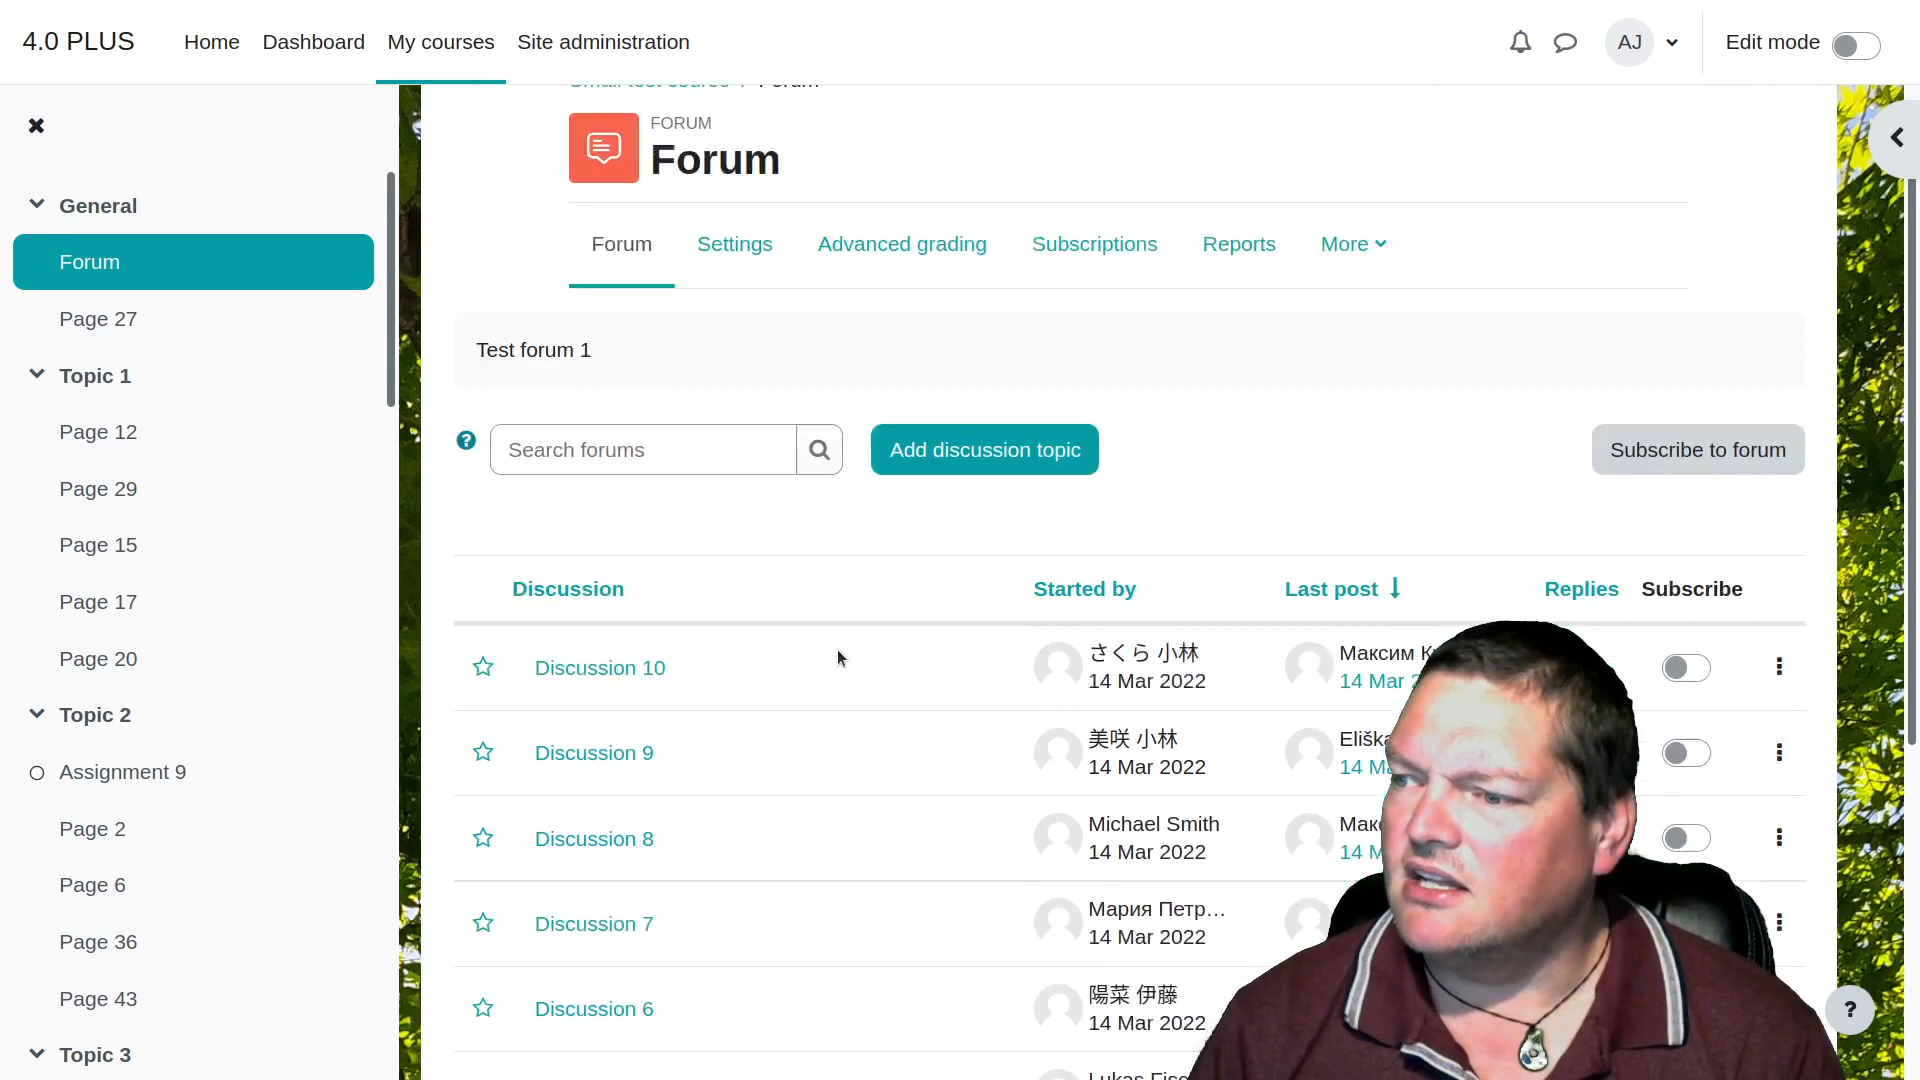 4.0 PLUS Home Dashboard My courses Site administration AJ Edit mode
Small test course / Forum
FORUM
Forum
Forum Settings Advanced grading Subscriptions Reports More
Test forum 1
Search forums Add discussion topic Subscribe to forum
Discussion Started by Last post Replies Subscribe
Discussion 10 さくら 小林 Максим
14 Mar 2022 14 Mar
Discussion 9 美咲 小林 Eliška
14 Mar 2022 14
Discussion 8 Michael Smith
14 Mar 2022 14
Discussion 7 Мария Петр…
14 Mar 2022
Discussion 6 陽菜 伊藤
14 Mar 2022
Lukas
General
Forum
Page 27
Topic 1
Page 12
Page 29
Page 15
Page 17
Page 20
Topic 2
Assignment 9
Page 2
Page 6
Page 36
Page 43
Topic 3
?